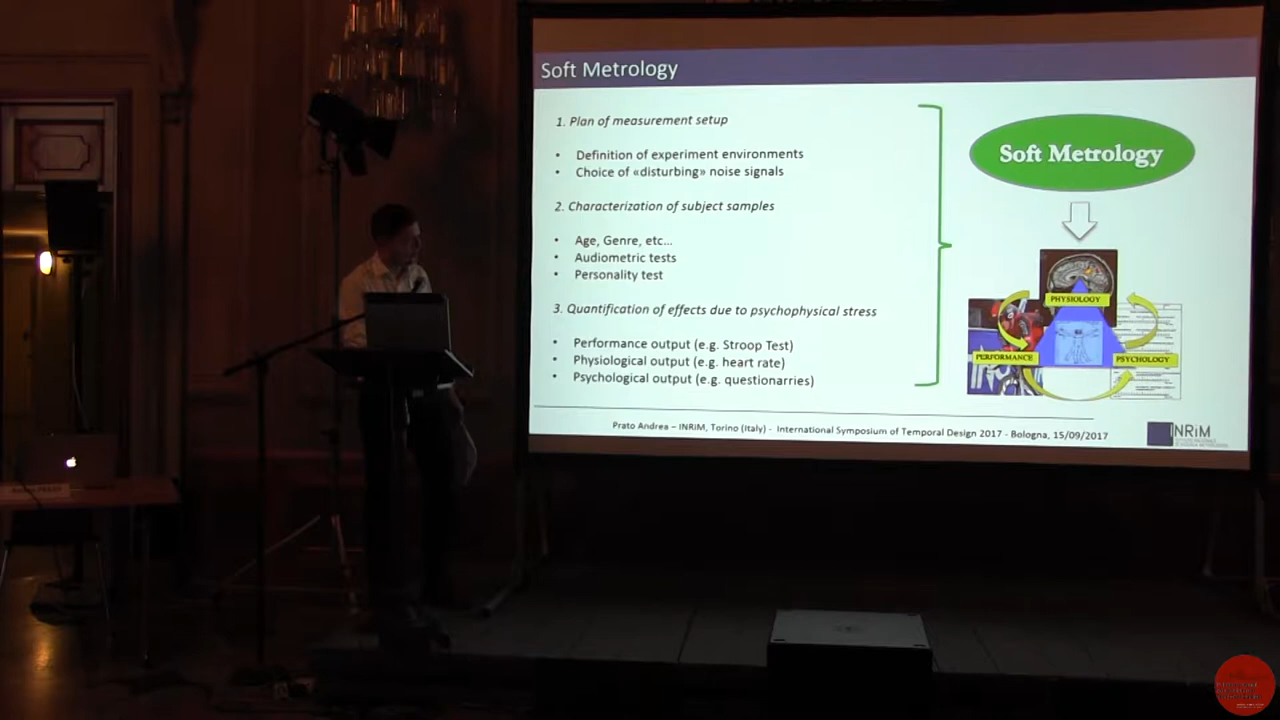 Soft Metrology
1. Plan of measurement setup
• Definition of experiment environments
• Choice of «disturbing» noise signals
2. Characterization of subject samples
• Age, Genre, etc...
• Audiometric tests
• Personality test
3. Quantification of effects due to psychophysical stress
• Performance output (e.g. Stroop Test)
• Physiological output (e.g. heart rate)
• Psychological output (e.g. questionarries)
Soft Metrology
PHYSIOLOGY
PERFORMANCE
PSYCHOLOGY
Prato Andrea – INRiM, Torino (Italy) - International Symposium of Temporal Design 2017 - Bologna, 15/09/2017
INRiM